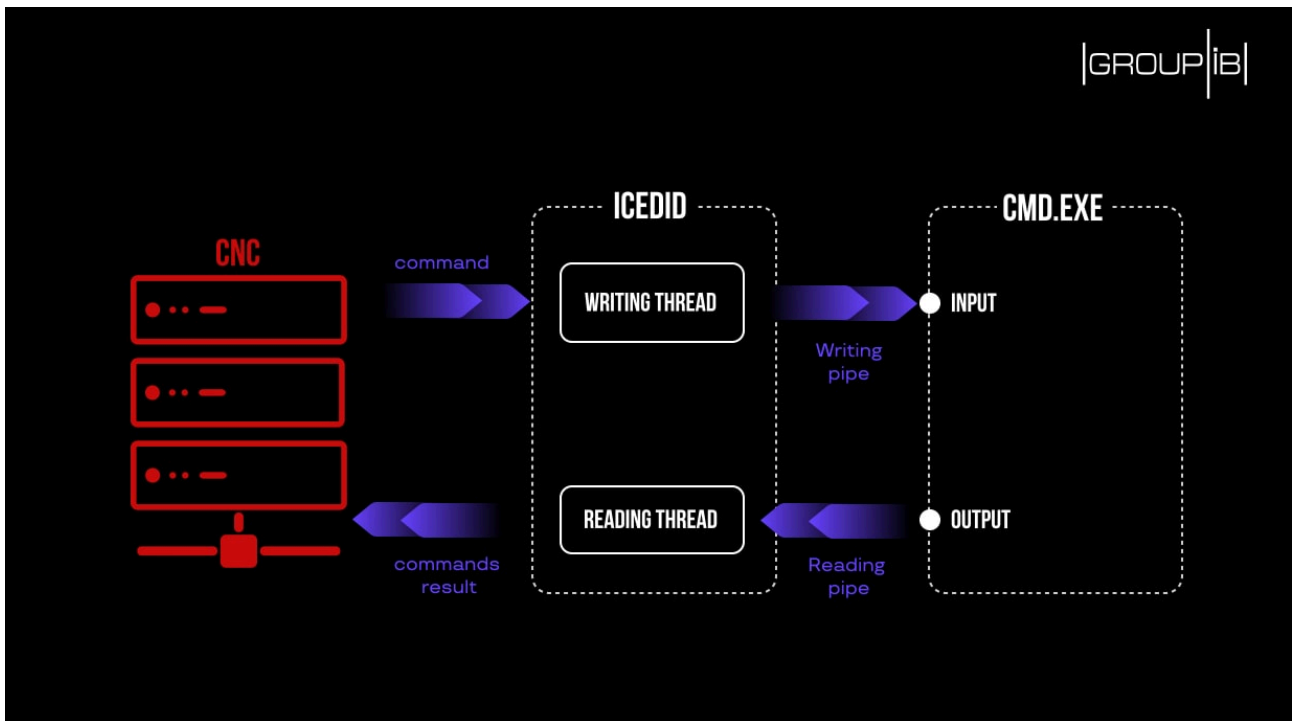 GROUP iB
ICEDID
CMD.EXE
CNC
command
WRITING THREAD
INPUT
Writing
pipe
READING THREAD
OUTPUT
commands
result
Reading
pipe